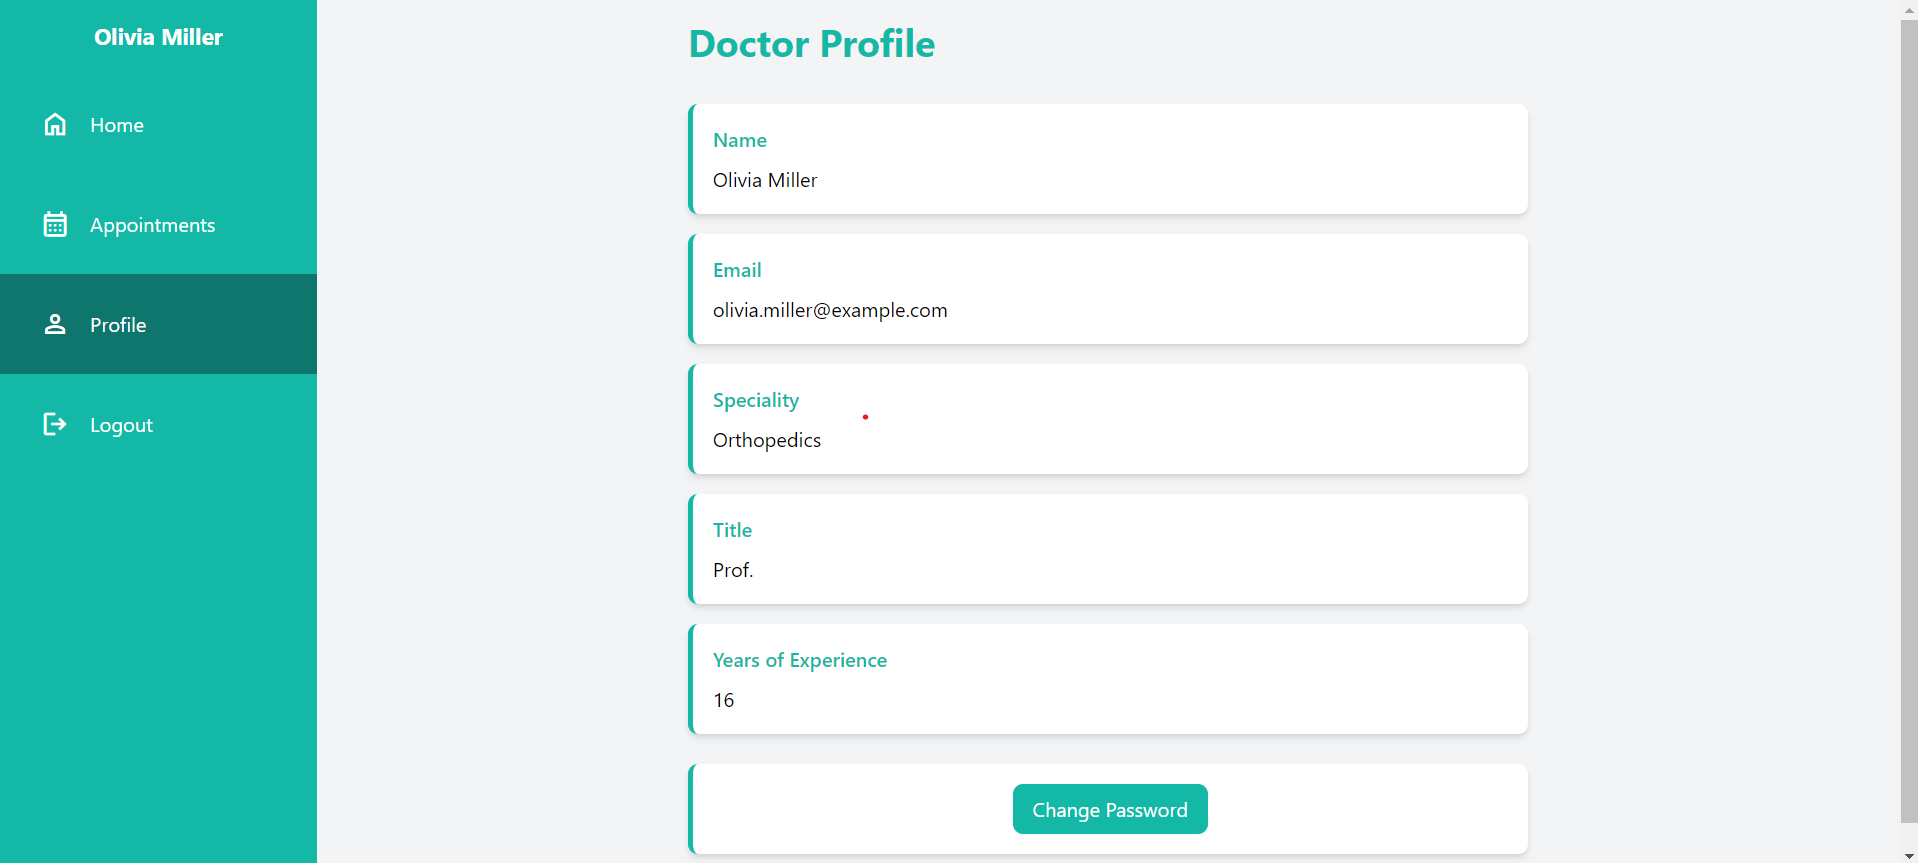 Olivia Miller
Home
Appointments
Profile
Logout
Doctor Profile
Name
Olivia Miller
Email
olivia.miller@example.com
Speciality
Orthopedics
Title
Prof.
Years of Experience
16
Change Password